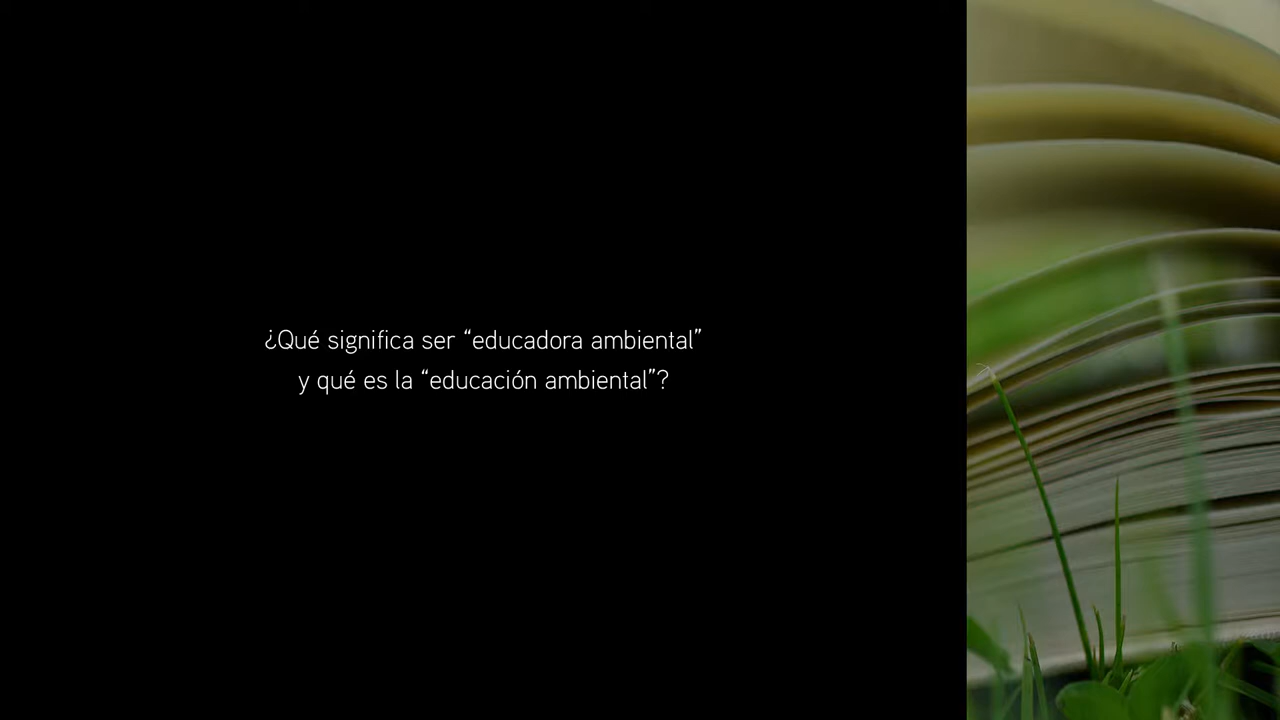 ¿Qué significa ser “educadora ambiental”
y qué es la “educación ambiental”?